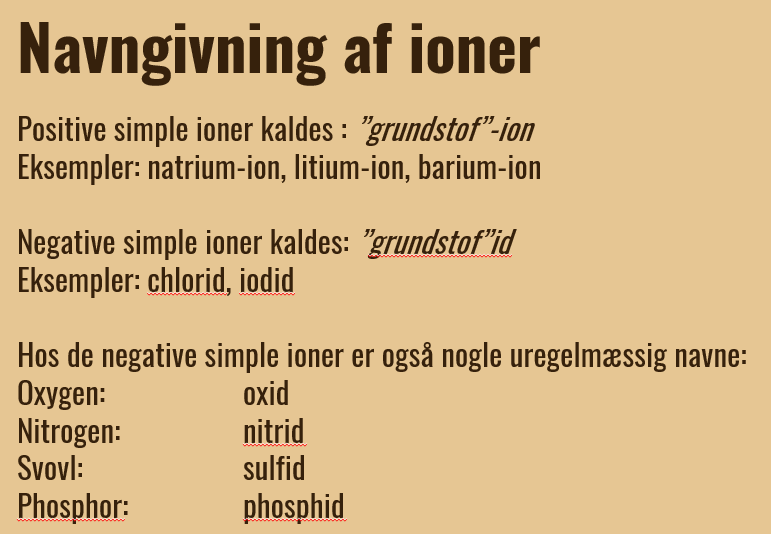 Navngivning af ioner
Positive simple ioner kaldes : ”grundstof”-ion
Eksempler: natrium-ion, litium-ion, barium-ion
Negative simple ioner kaldes: ”grundstof”id
Eksempler: chlorid, iodid
Hos de negative simple ioner er også nogle uregelmæssig navne:
Oxygen: oxid
Nitrogen: nitrid
Svovl: sulfid
Phosphor: phosphid